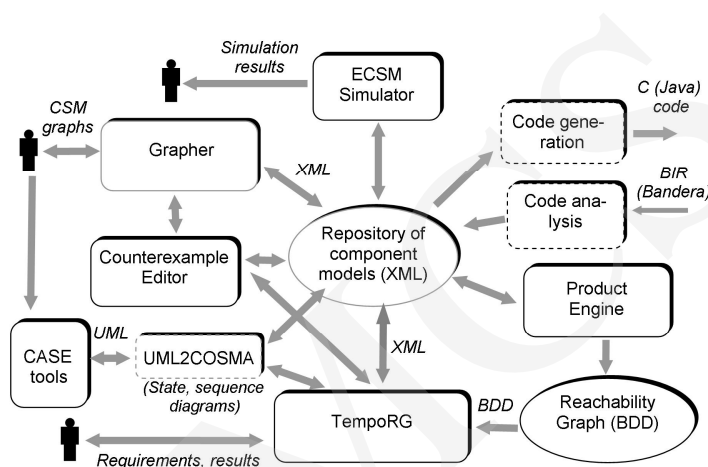 Simulation
results
ECSM
Simulator
C (Java)
code
CSM
graphs
Grapher
Code gene-
ration
XML
BIR
(Bandera)
Code ana-
lysis
Repository of
component
models (XML)
Counterexample
Editor
Product
Engine
UML
XML
CASE
tools
UML2COSMA
(State, sequence
diagrams)
TempoRG
BDD
Reachability
Graph (BDD)
Requirements, results